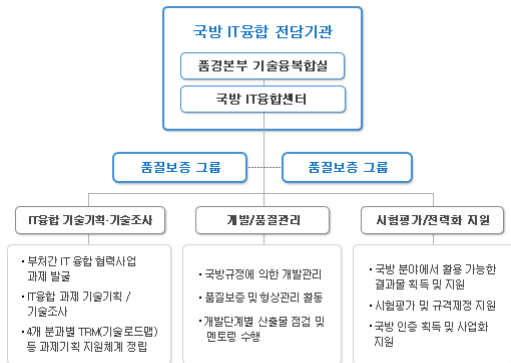 국방 IT융합 전담기관
품경본부 기술융복합실
국방 IT융합센터
품질보증 그룹
품질보증 그룹
IT융합 기술기획·기술조사
개발/품질관리
시험평가/전력화 지원
· 부처간 IT 융합 협력사업
과제 발굴
· IT융합 과제 기술기획 /
기술조사
· 4개 분과별 TRM(기술로드맵)
등 과제기획 지원체계 정립
· 국방규정에 의한 개발관리
· 품질보증 및 형상관리 활동
· 개발단계별 산출물 점검 및
멘토링 수행
· 국방 분야에서 활용 가능한
결과물 획득 및 지원
· 시험평가 및 규격제정 지원
· 국방 인증 획득 및 사업화
지원